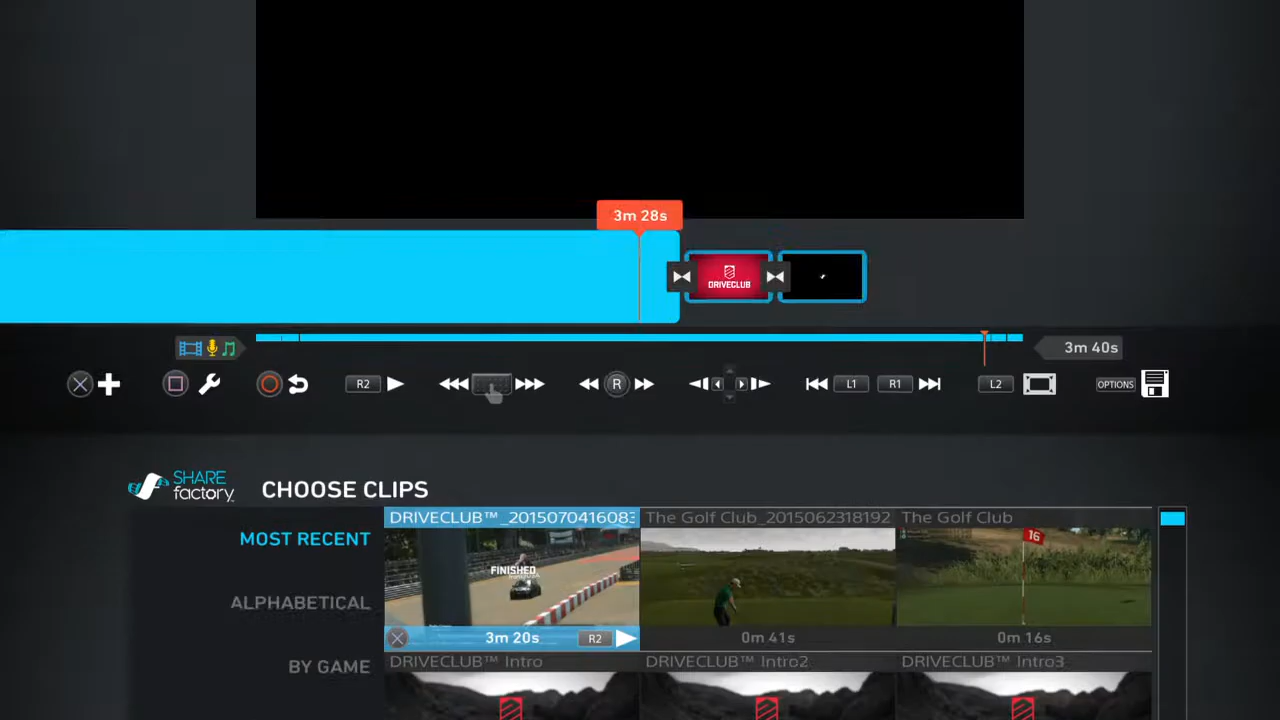 3m 28s
DRIVECLUB
3m 40s
R2
R
L1
R1
L2
OPTIONS
SHARE
factory
CHOOSE CLIPS
MOST RECENT
ALPHABETICAL
BY GAME
DRIVECLUB™_2015070416083
The Golf Club_2015062318192
The Golf Club
FINISHED
16
3m 20s
R2
0m 41s
0m 16s
DRIVECLUB™ Intro
DRIVECLUB™ Intro2
DRIVECLUB™ Intro3